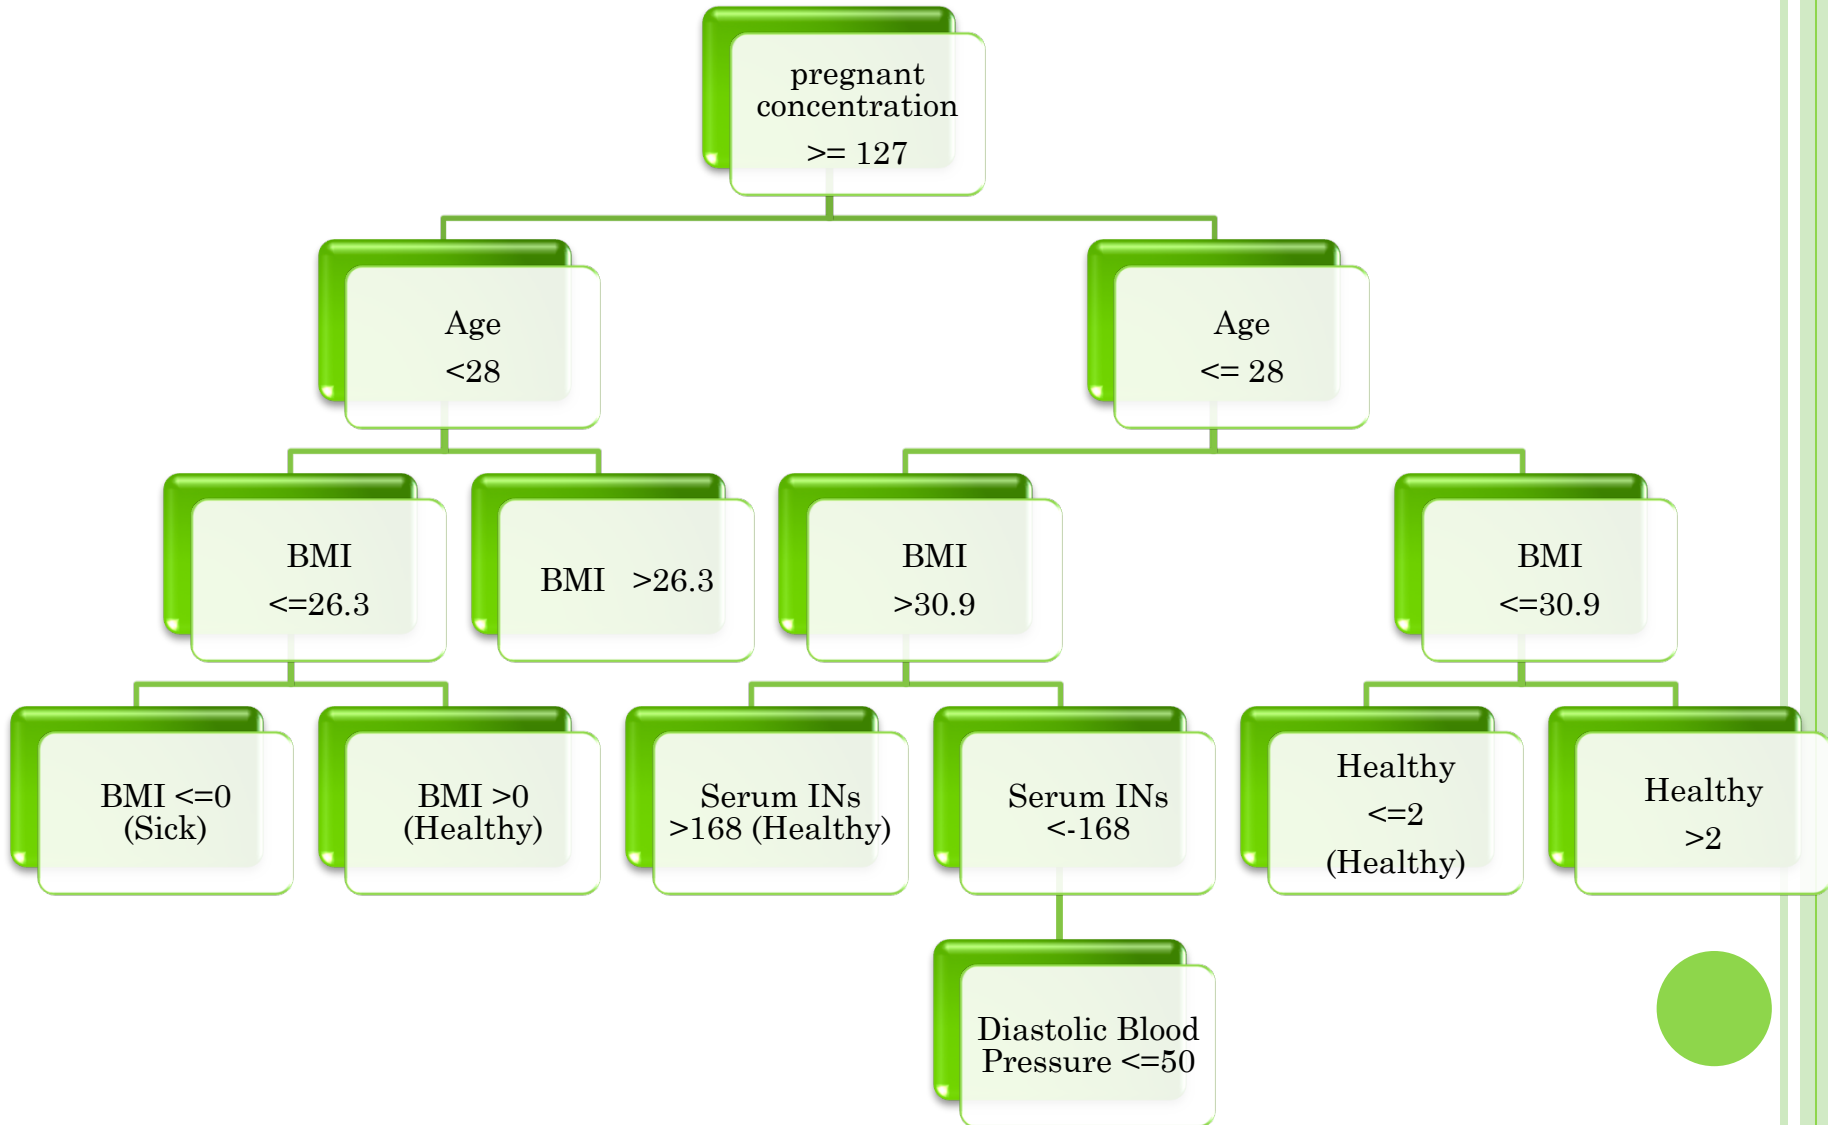 pregnant
concentration
>= 127
Age
<28
Age
<= 28
BMI
<=26.3
BMI >26.3
BMI
>30.9
BMI
<=30.9
BMI <=0
(Sick)
BMI >0
(Healthy)
Serum INs
>168 (Healthy)
Serum INs
<-168
Healthy
<=2
(Healthy)
Healthy
>2
Diastolic Blood
Pressure <=50